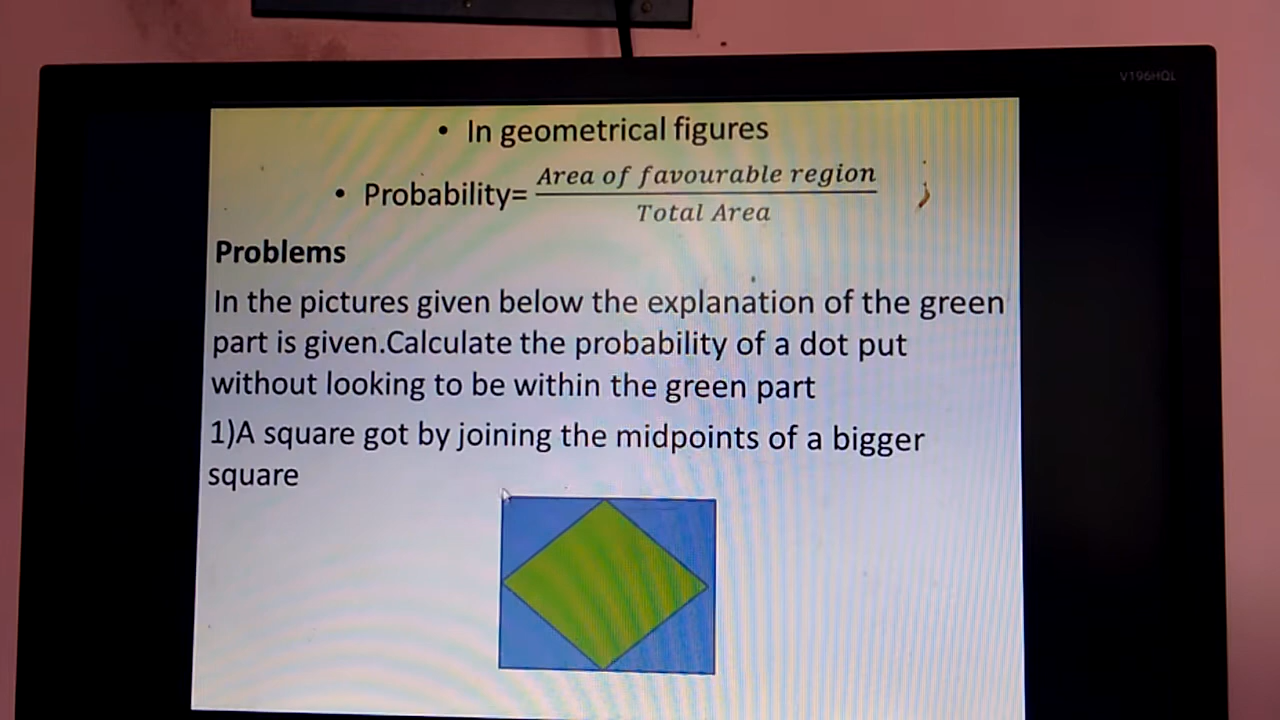 V196HQL
• In geometrical figures
• Probability= Area of favourable region / Total Area
Problems
In the pictures given below the explanation of the green
part is given.Calculate the probability of a dot put
without looking to be within the green part
1)A square got by joining the midpoints of a bigger
square